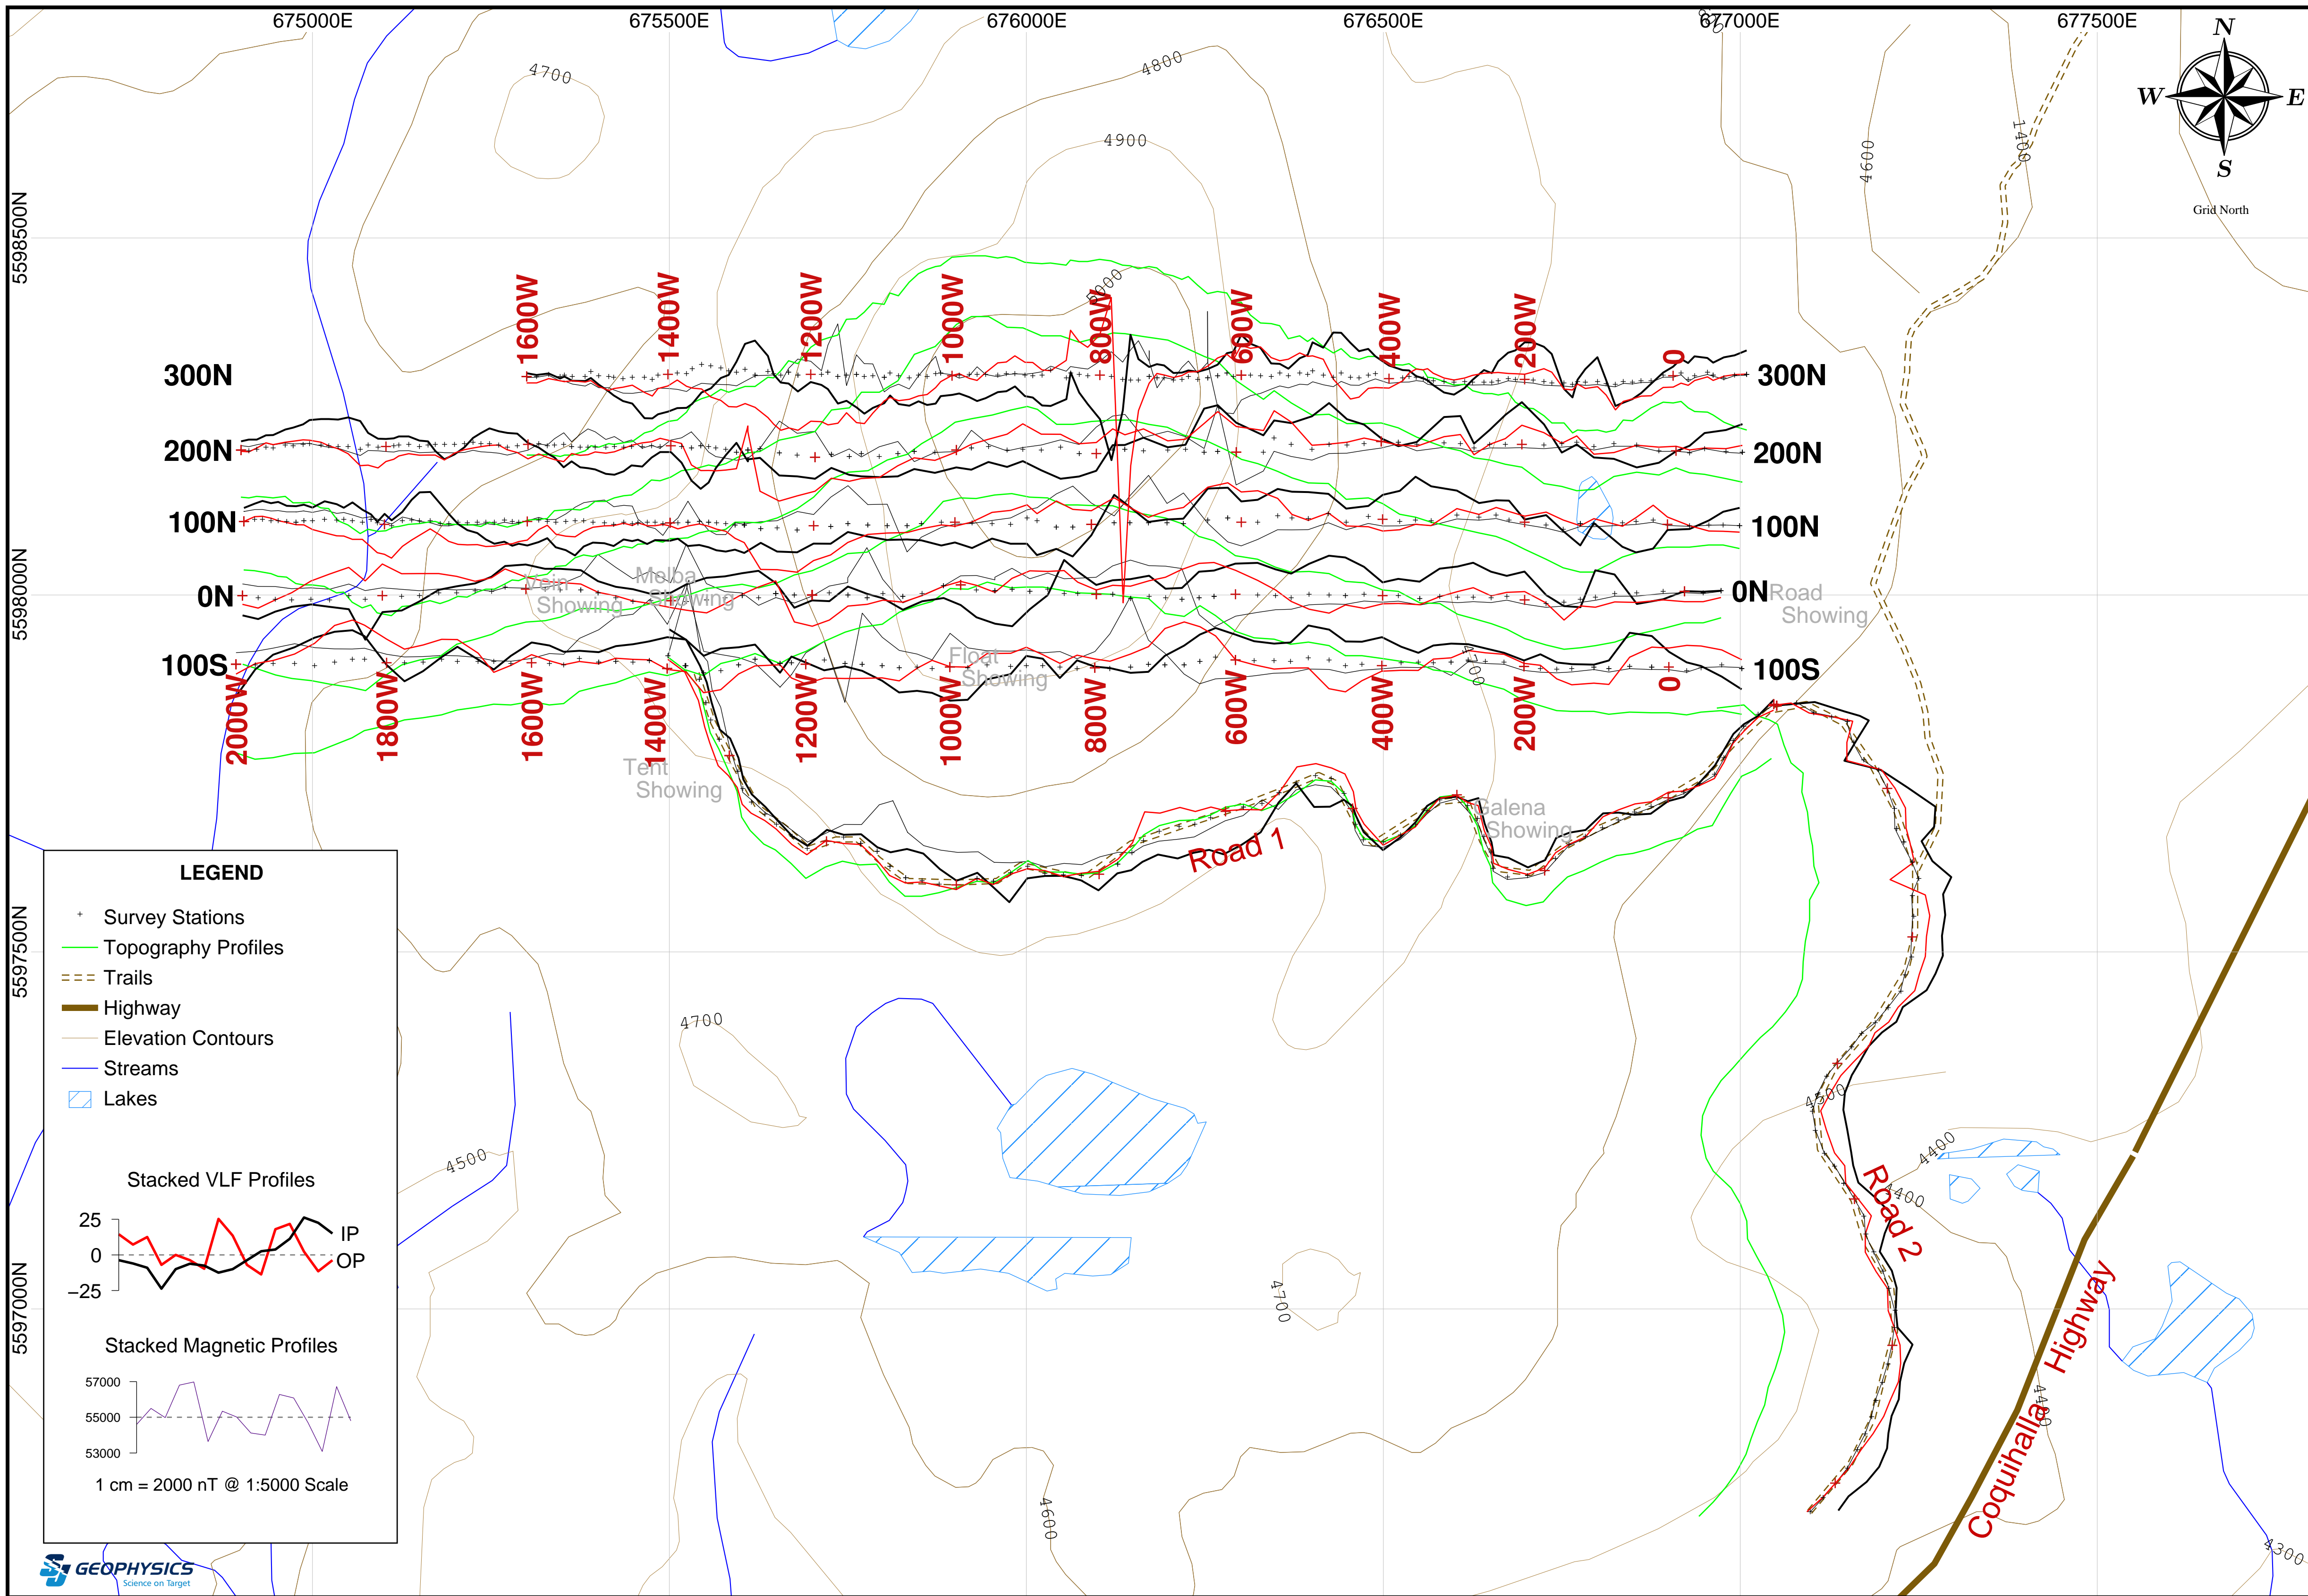 675000E 675500E 676000E 676500E 677000E 677500E
4700
4800
4900
5000
4600
1400
N
W E
S
Grid North
5598500N
5598000N
5597500N
5597000N
1600W 1400W 1200W 1000W 800W 600W 400W 200W 0
300N 300N
200N 200N
100N 100N
0N 0N
100S 100S
Vein
Showing
Melba
Showing
Road
Showing
Float
Showing
4700
2000W 1800W 1600W 1400W 1200W 1000W 800W 600W 400W 200W 0
Tent
Showing
Galena
Showing
Road 1
Road 2
Coquihalla Highway
4700
4500
4500
4400
4400
4700
4400
4600
4300
LEGEND
Survey Stations
Topography Profiles
Trails
Highway
Elevation Contours
Streams
Lakes
Stacked VLF Profiles
25
0
−25
IP
OP
Stacked Magnetic Profiles
57000
55000
53000
1 cm = 2000 nT @ 1:5000 Scale
GEOPHYSICS
Science on Target